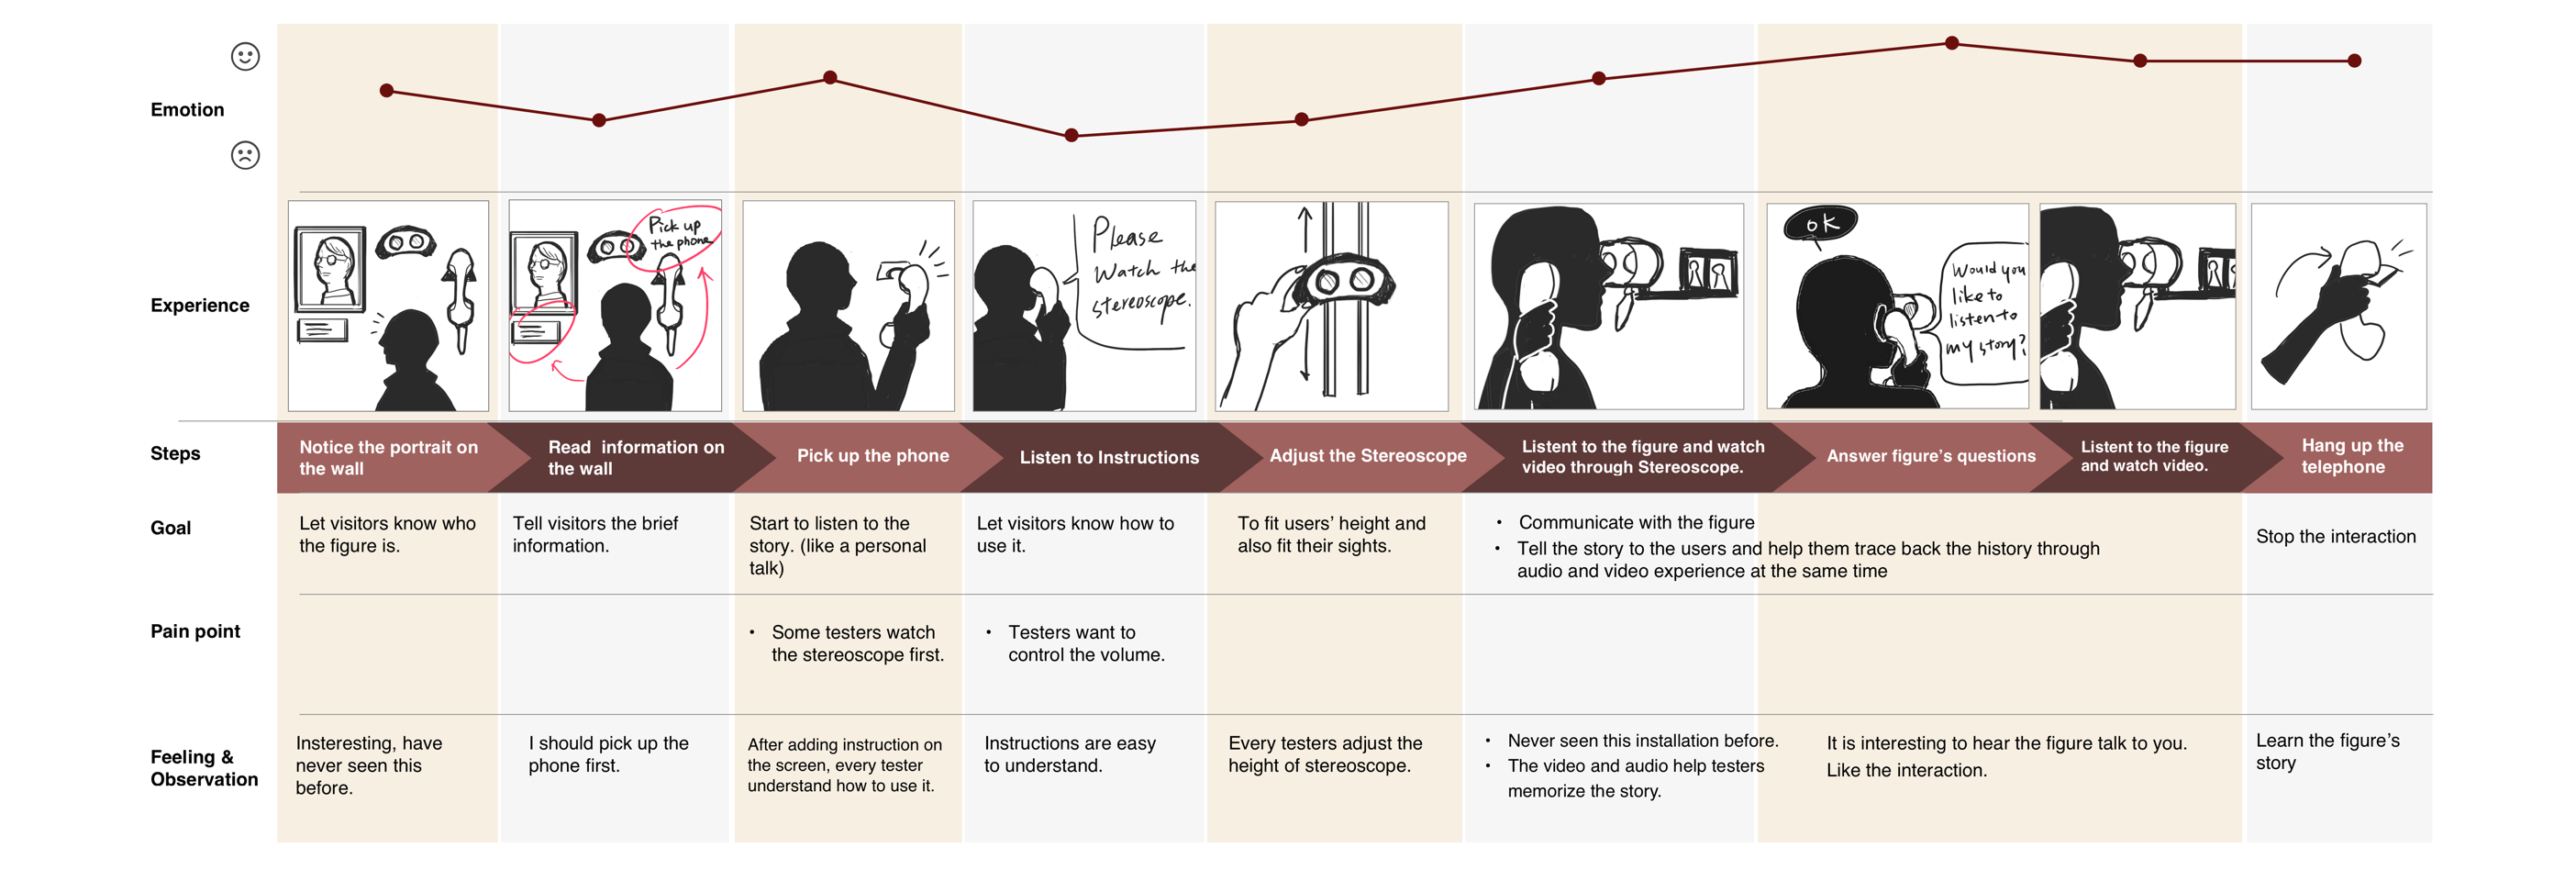 Emotion
Experience
Pick up
the phone
Please
Watch the
stereoscope.
OK
Would you
like to
listen to
my story?
Steps
Notice the portrait on
the wall
Read information on
the wall
Pick up the phone
Listen to Instructions
Adjust the Stereoscope
Listent to the figure and watch
video through Stereoscope.
Answer figure's questions
Listent to the figure
and watch video.
Hang up the
telephone
Goal
Let visitors know who
the figure is.
Tell visitors the brief
information.
Start to listen to the
story. (like a personal
talk)
Let visitors know how to
use it.
To fit users' height and
also fit their sights.
• Communicate with the figure
• Tell the story to the users and help them trace back the history through
audio and video experience at the same time
Stop the interaction
Pain point
• Some testers watch
the stereoscope first.
• Testers want to
control the volume.
Feeling &
Observation
Insteresting, have
never seen this
before.
I should pick up the
phone first.
After adding instruction on
the screen, every tester
understand how to use it.
Instructions are easy
to understand.
Every testers adjust the
height of stereoscope.
• Never seen this installation before.
• The video and audio help testers
memorize the story.
It is interesting to hear the figure talk to you.
Like the interaction.
Learn the figure's
story